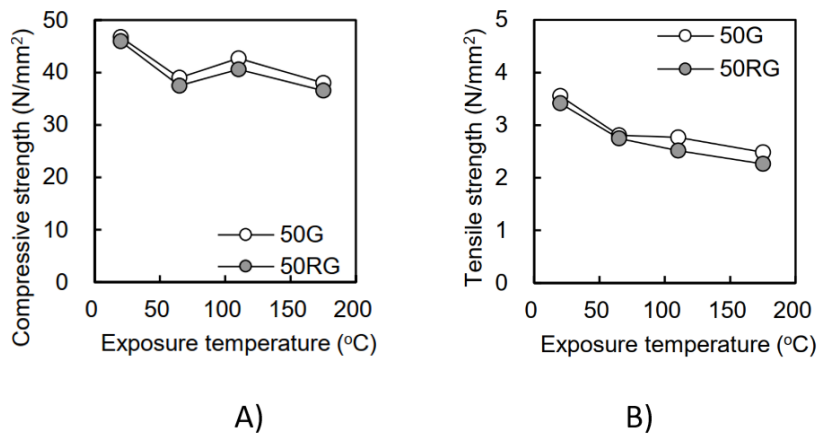 Compressive strength (N/mm²)
50
40
30
20
10
0
50G
50RG
0 50 100 150 200
Exposure temperature (ºC)
A)
Tensile strength (N/mm²)
5
4
3
2
1
0
50G
50RG
0 50 100 150 200
Exposure temperature (ºC)
B)